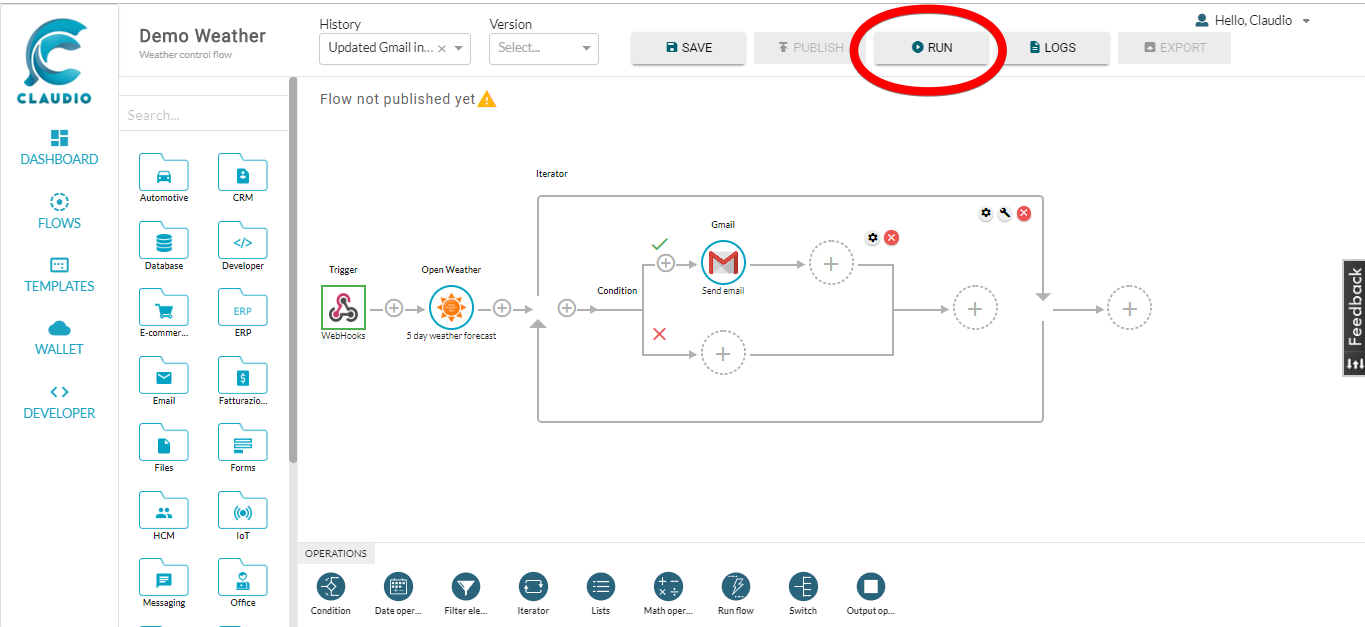 CLAUDIO
DASHBOARD
FLOWS
TEMPLATES
WALLET
DEVELOPER
Demo Weather
Weather control flow
History
Updated Gmail in...
Version
Select...
SAVE
PUBLISH
RUN
LOGS
EXPORT
Hello, Claudio
Search...
Automotive
CRM
Database
Developer
E-commer...
ERP
ERP
Email
Fatturazio...
Files
Forms
HCM
IoT
Messaging
Office
Flow not published yet
Iterator
Trigger
WebHooks
Open Weather
5 day weather forecast
Condition
Gmail
Send email
Feedback
OPERATIONS
Condition
Date oper...
Filter ele...
Iterator
Lists
Math oper...
Run flow
Switch
Output op...